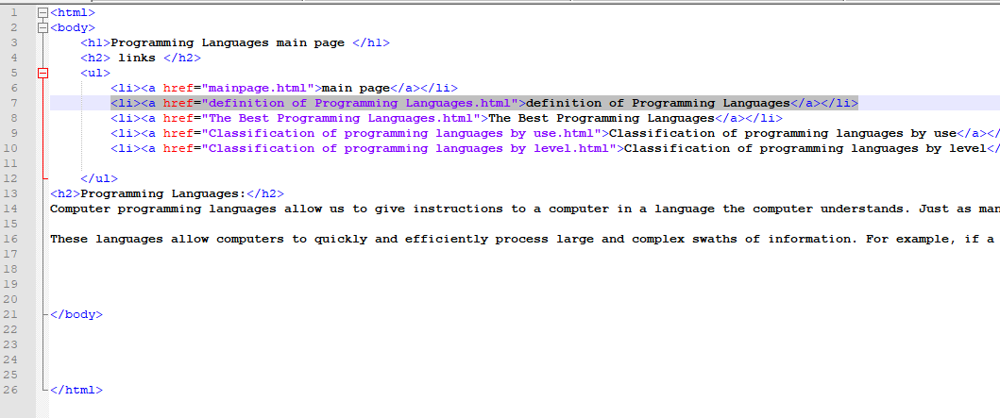 1 <html>
2 <body>
3 <h1>Programming Languages main page </h1>
4 <h2> links </h2>
5 <ul>
6 <li><a href="mainpage.html">main page</a></li>
7 <li><a href="definition of Programming Languages.html">definition of Programming Languages</a></li>
8 <li><a href="The Best Programming Languages.html">The Best Programming Languages</a></li>
9 <li><a href="Classification of programming languages by use.html">Classification of programming languages by use</a></
10 <li><a href="Classification of programming languages by level.html">Classification of programming languages by level</
11
12 </ul>
13 <h2>Programming Languages:</h2>
14 Computer programming languages allow us to give instructions to a computer in a language the computer understands. Just as man
15
16 These languages allow computers to quickly and efficiently process large and complex swaths of information. For example, if a
17
18
19
20
21 </body>
22
23
24
25
26 </html>